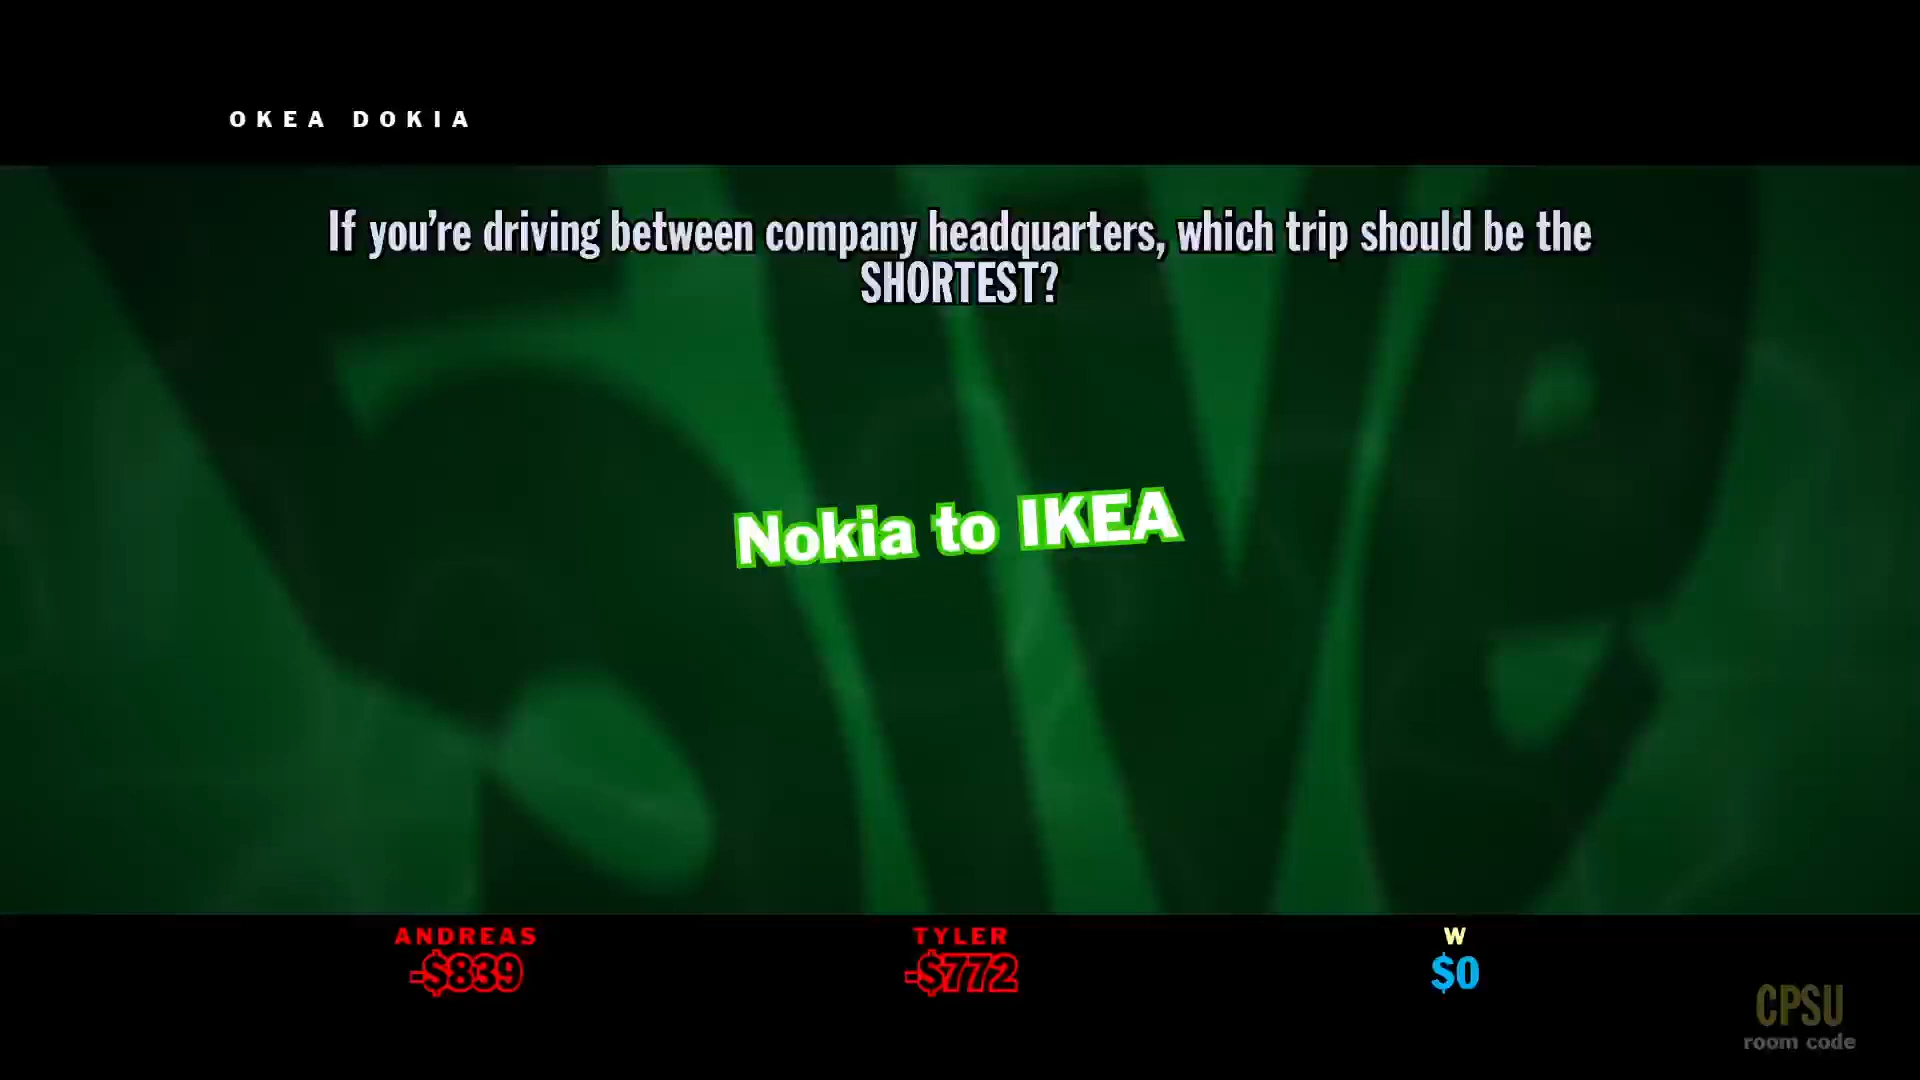 OKEA DOKIA
If you're driving between company headquarters, which trip should be the
SHORTEST?
Nokia to IKEA
ANDREAS
-$839
TYLER
-$772
W
$0
CPSU
room code